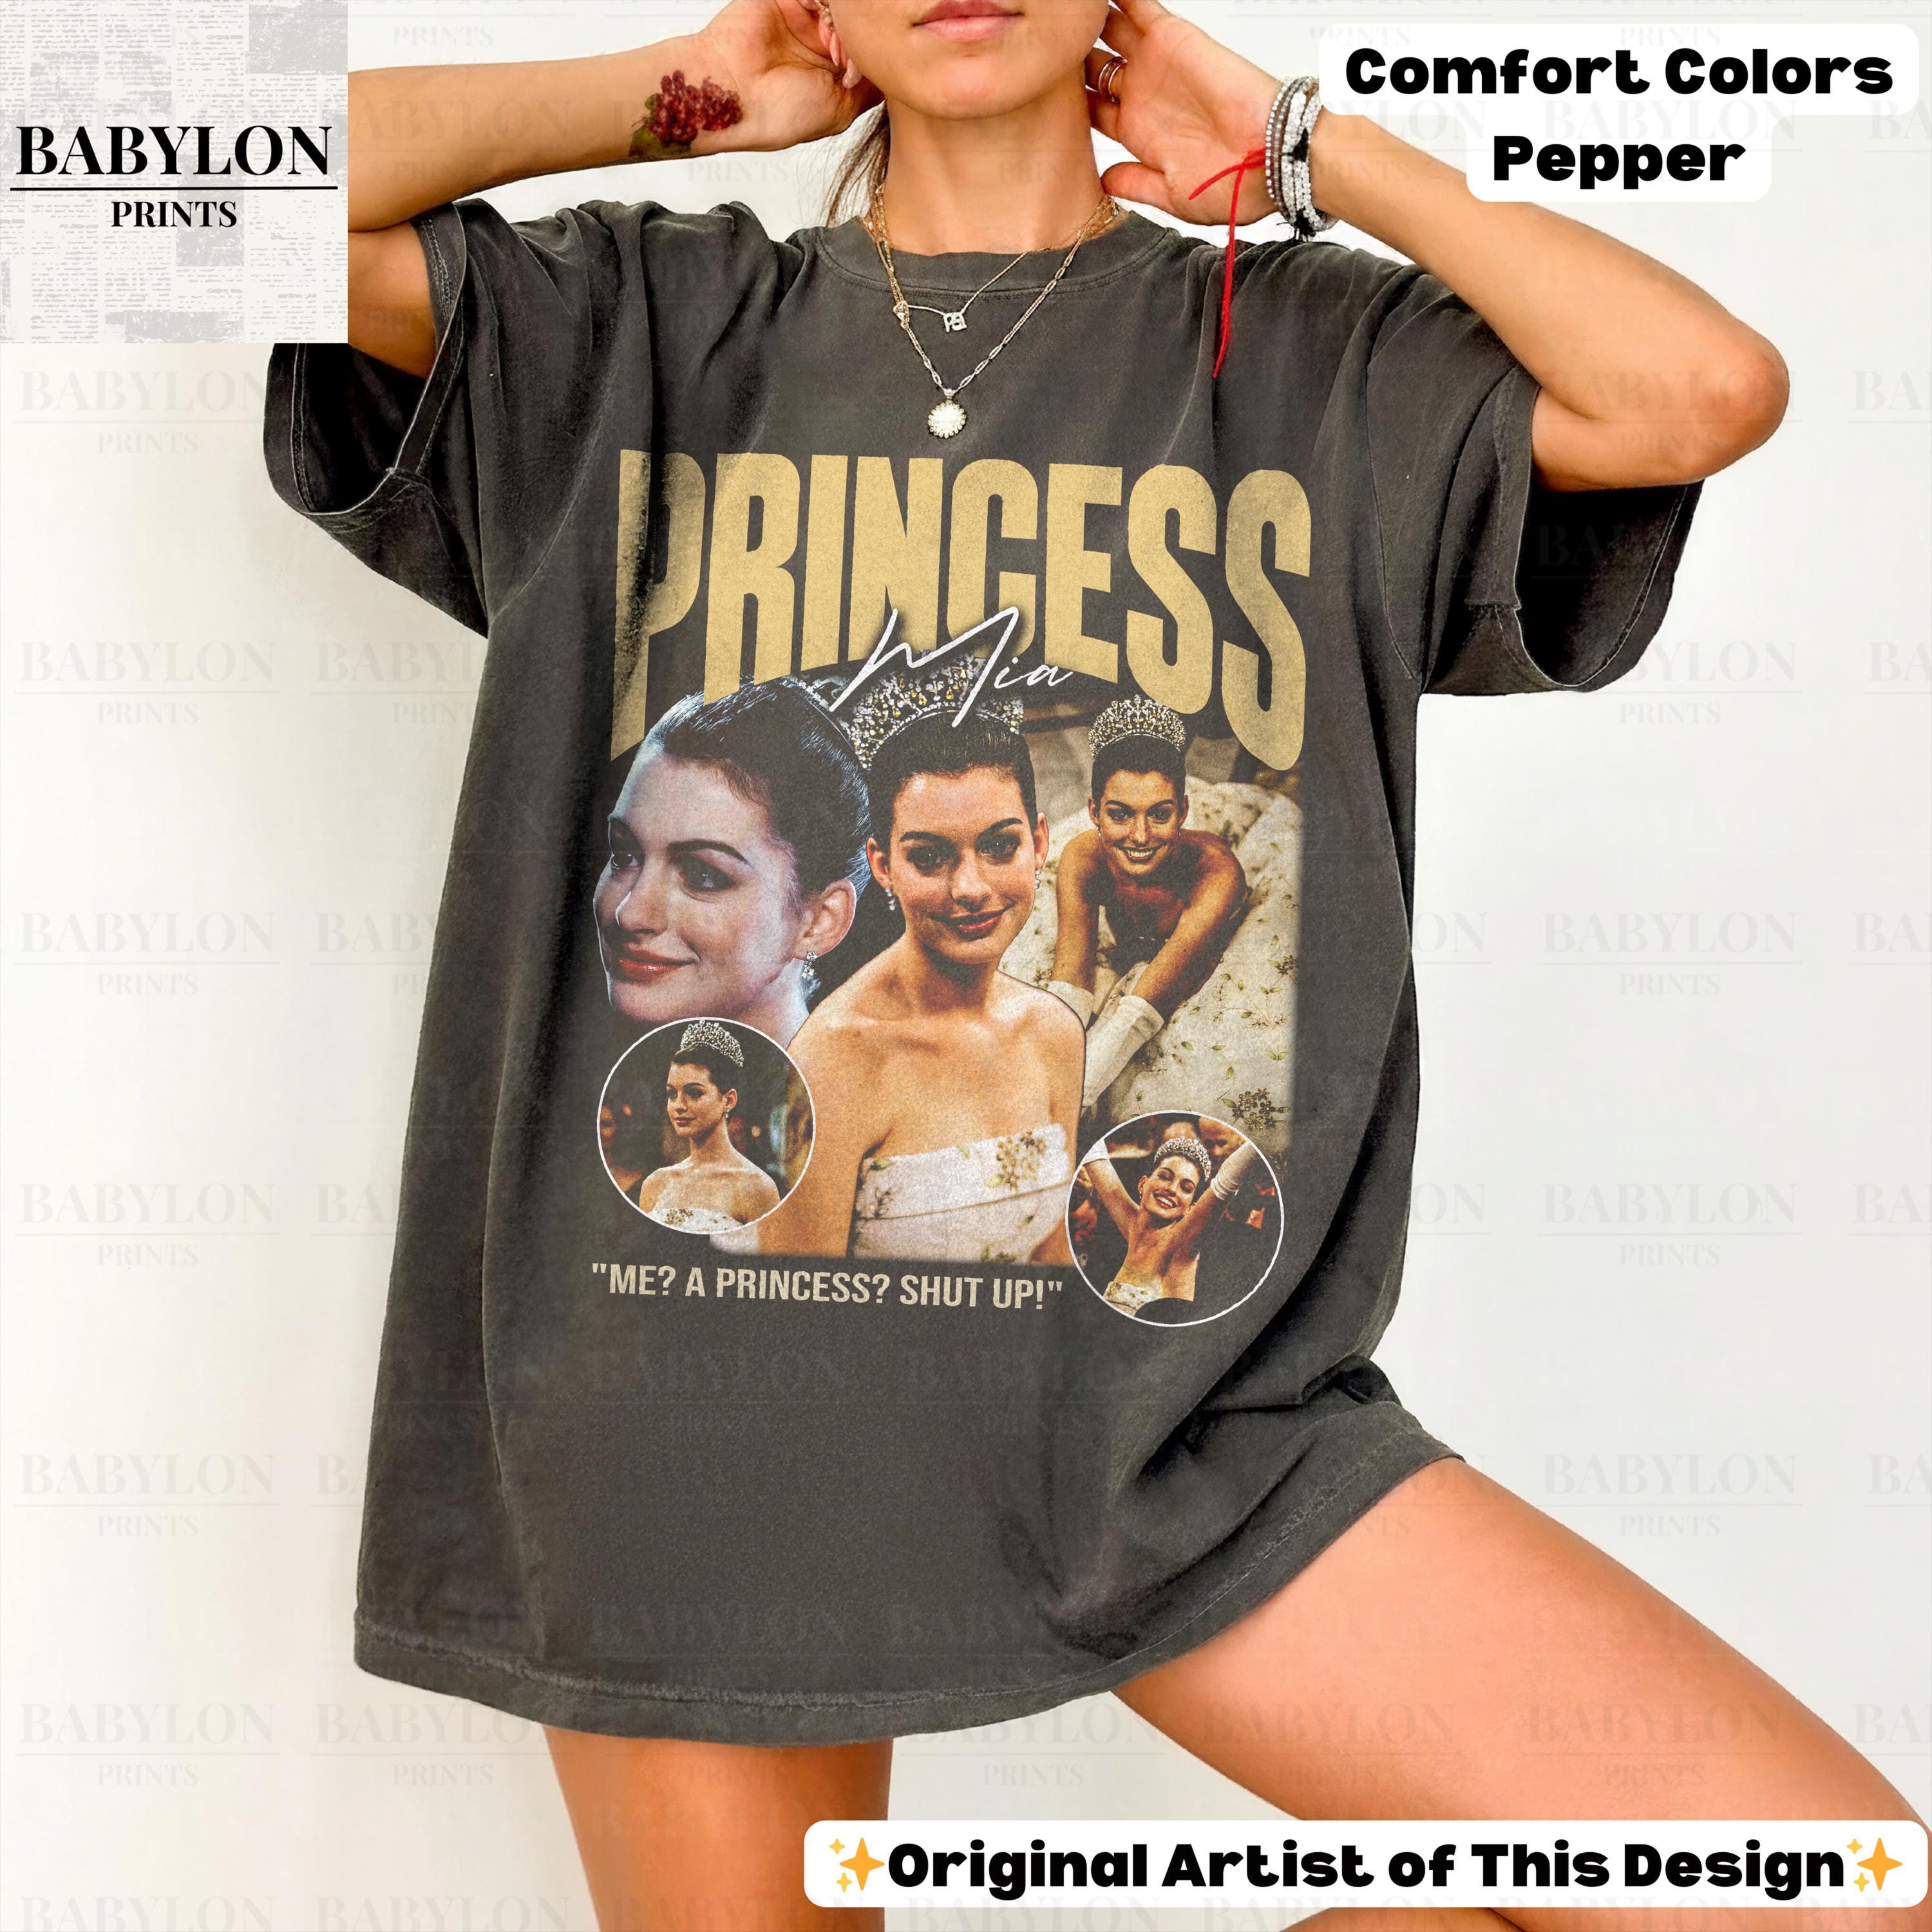 BABYLON
PRINTS
Comfort Colors
Pepper
PRINCESS
Mia
"ME? A PRINCESS? SHUT UP!"
✨Original Artist of This Design✨